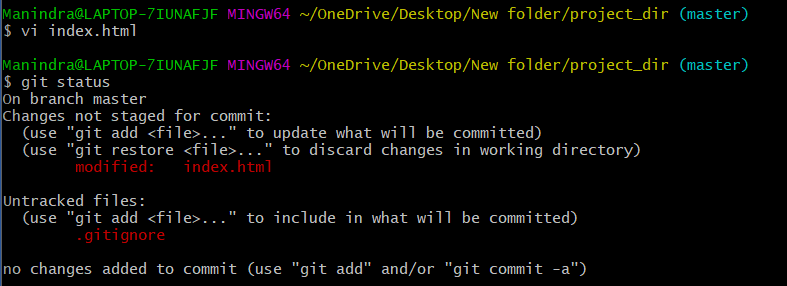 Manindra@LAPTOP-7IUNAFJF MINGW64 ~/OneDrive/Desktop/New folder/project_dir (master)
$ vi index.html
Manindra@LAPTOP-7IUNAFJF MINGW64 ~/OneDrive/Desktop/New folder/project_dir (master)
$ git status
On branch master
Changes not staged for commit:
  (use "git add <file>..." to update what will be committed)
  (use "git restore <file>..." to discard changes in working directory)
        modified:   index.html
Untracked files:
  (use "git add <file>..." to include in what will be committed)
        .gitignore
no changes added to commit (use "git add" and/or "git commit -a")